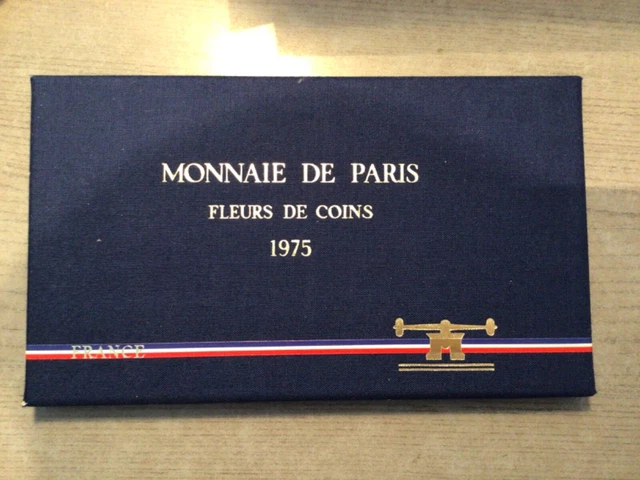 MONNAIE DE PARIS
FLEURS DE COINS
1975
FRANCE